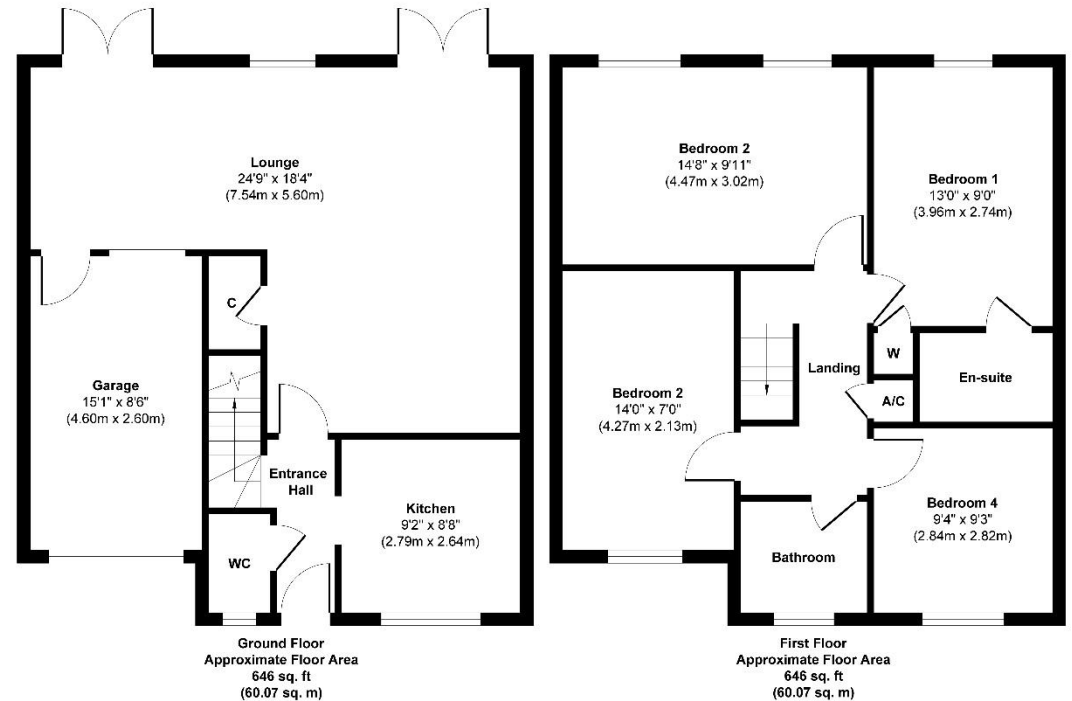 Lounge
24'9" x 18'4"
(7.54m x 5.60m)
C
Garage
15'1" x 8'6"
(4.60m x 2.60m)
Entrance
Hall
Kitchen
9'2" x 8'8"
(2.79m x 2.64m)
WC
Ground Floor
Approximate Floor Area
646 sq. ft
(60.07 sq. m)
Bedroom 2
14'8" x 9'11"
(4.47m x 3.02m)
Bedroom 1
13'0" x 9'0"
(3.96m x 2.74m)
W
Landing
En-suite
A/C
Bedroom 2
14'0" x 7'0"
(4.27m x 2.13m)
Bedroom 4
9'4" x 9'3"
(2.84m x 2.82m)
Bathroom
First Floor
Approximate Floor Area
646 sq. ft
(60.07 sq. m)